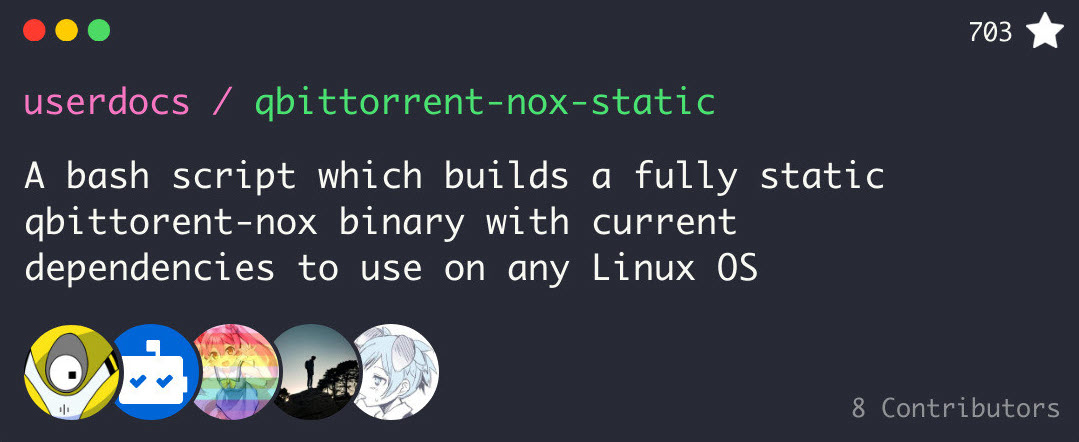 703
userdocs / qbittorrent-nox-static
A bash script which builds a fully static
qbittorent-nox binary with current
dependencies to use on any Linux OS
8 Contributors